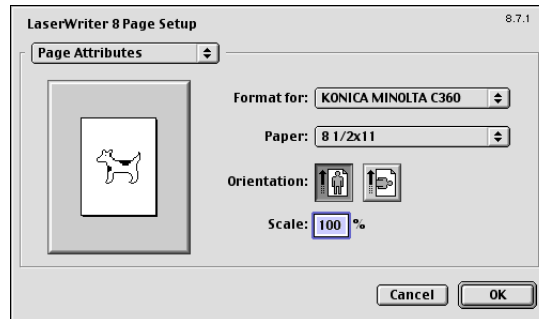 LaserWriter 8 Page Setup
8.7.1
Page Attributes
Format for: KONICA MINOLTA C360
Paper: 8 1/2x11
Orientation:
Scale: 100 %
Cancel OK